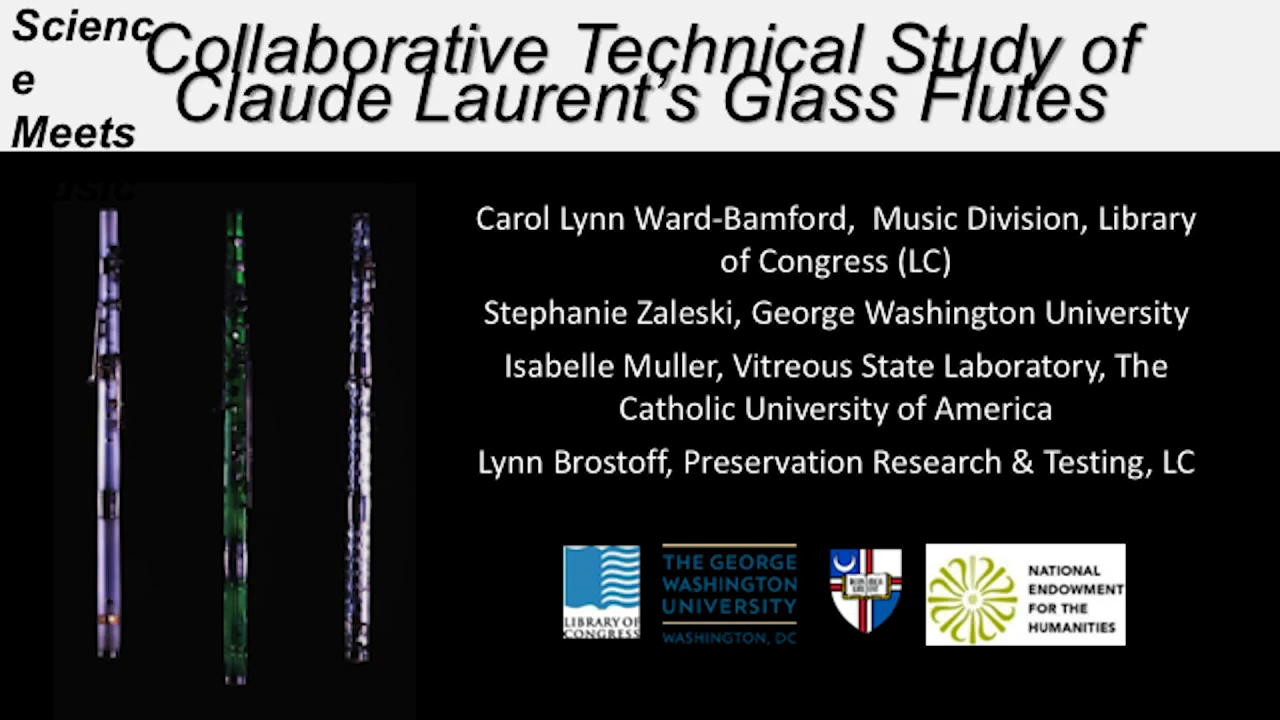 Scienc
e
Meets
usic
Collaborative Technical Study of
Claude Laurent’s Glass Flutes
Carol Lynn Ward-Bamford,  Music Division, Library
of Congress (LC)
Stephanie Zaleski, George Washington University
Isabelle Muller, Vitreous State Laboratory, The
Catholic University of America
Lynn Brostoff, Preservation Research & Testing, LC
LIBRARY OF
CONGRESS
THE GEORGE
WASHINGTON
UNIVERSITY
WASHINGTON, DC
NATIONAL
ENDOWMENT
FOR THE
HUMANITIES